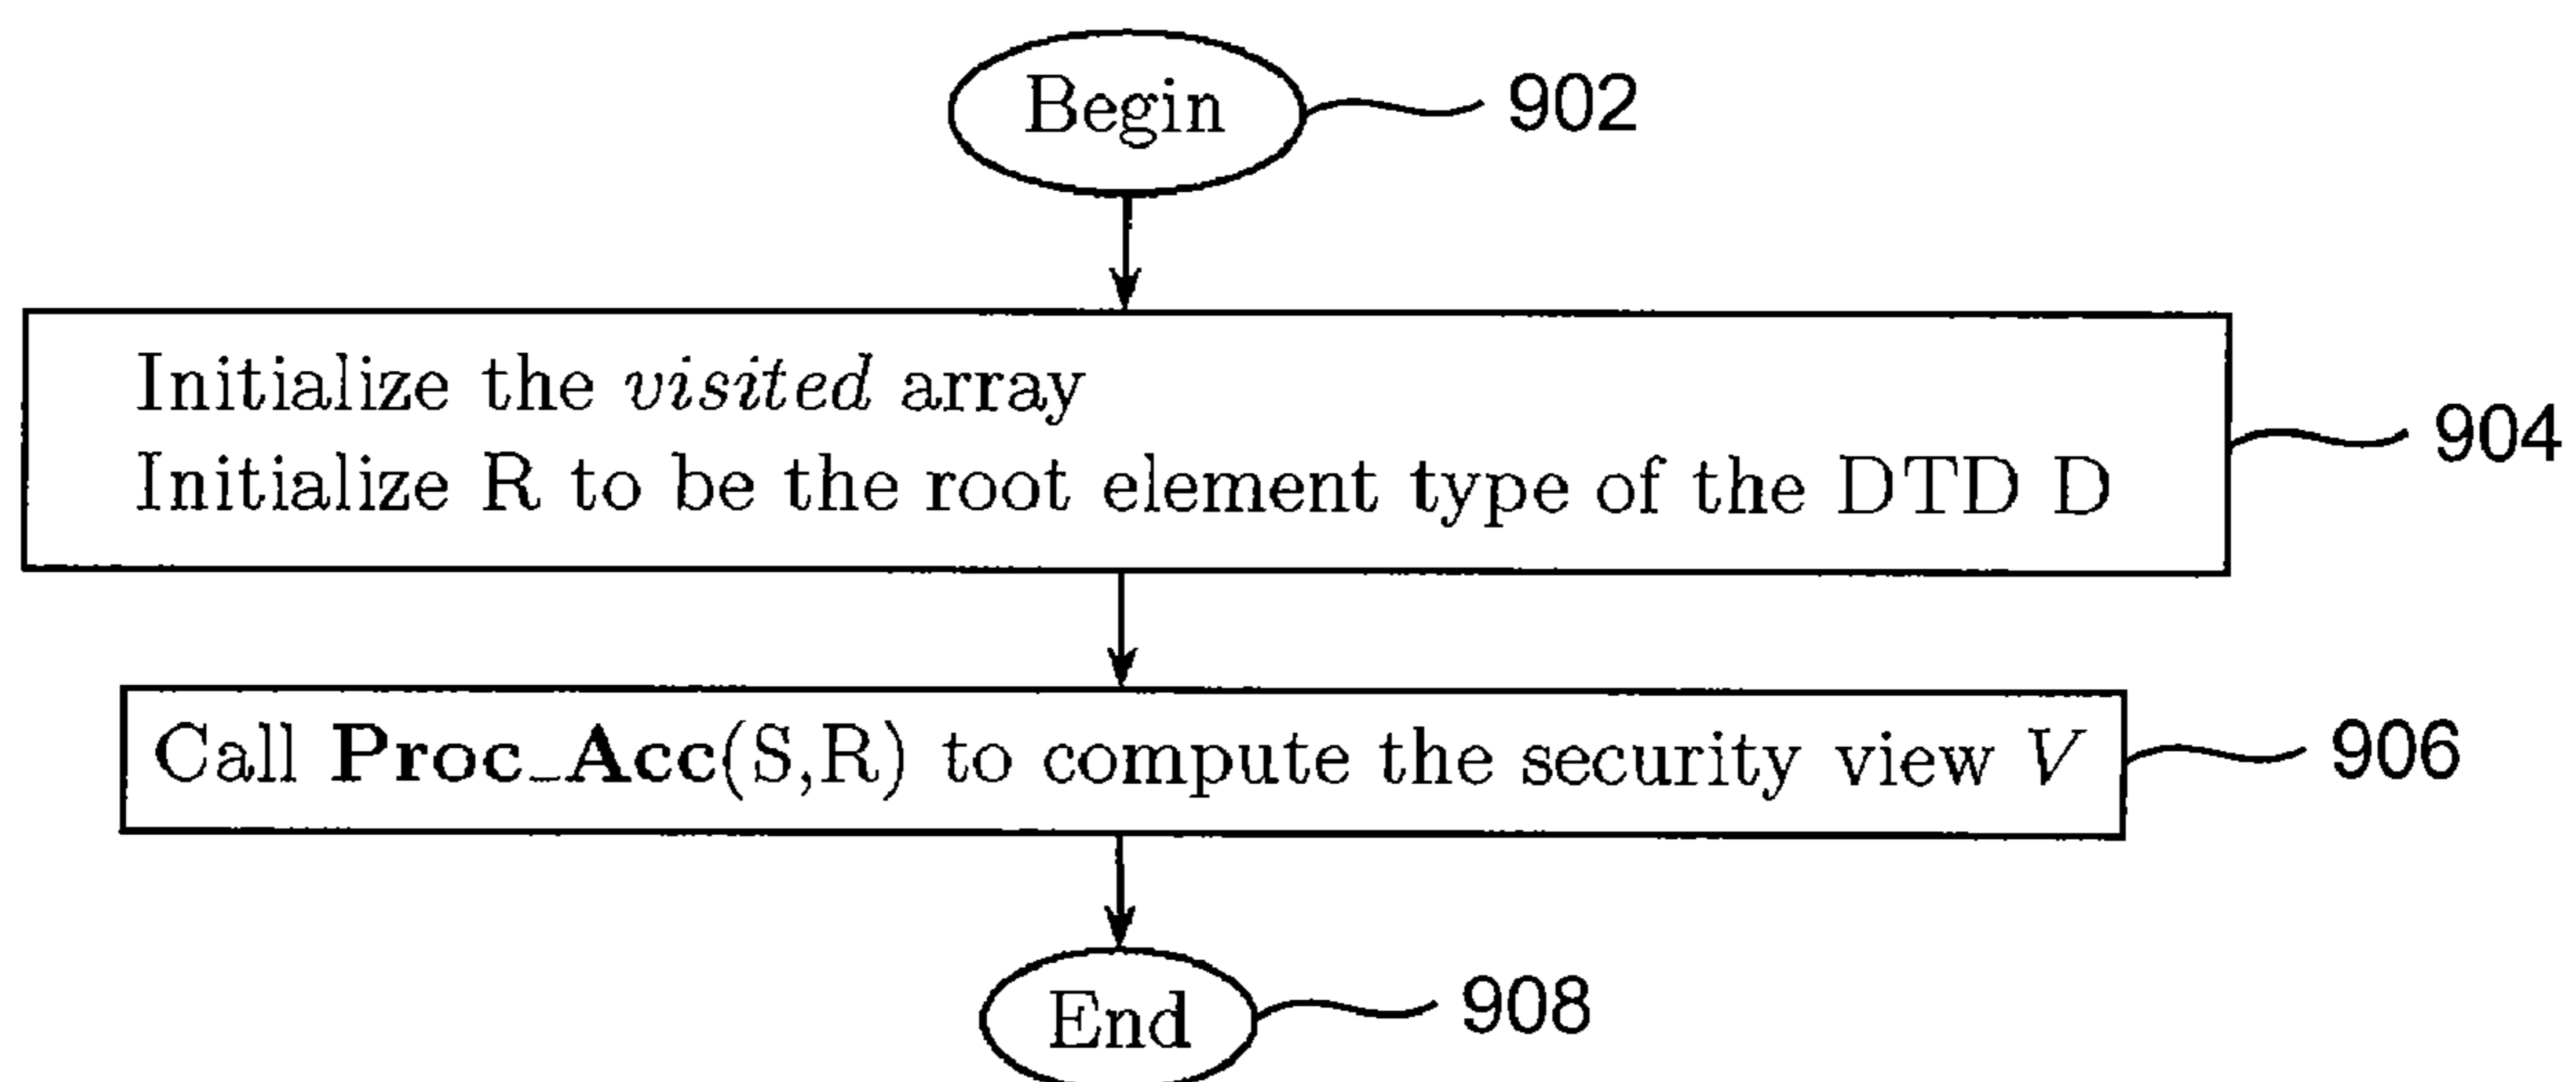 Begin
902
Initialize the visited array
Initialize R to be the root element type of the DTD D
904
Call Proc_Acc(S,R) to compute the security view V
906
End
908